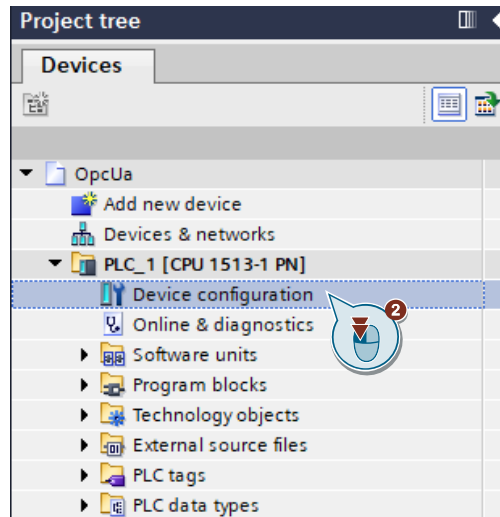 Project tree
Devices
OpcUa
Add new device
Devices & networks
PLC_1 [CPU 1513-1 PN]
Device configuration
2
Online & diagnostics
Software units
Program blocks
Technology objects
External source files
PLC tags
PLC data types